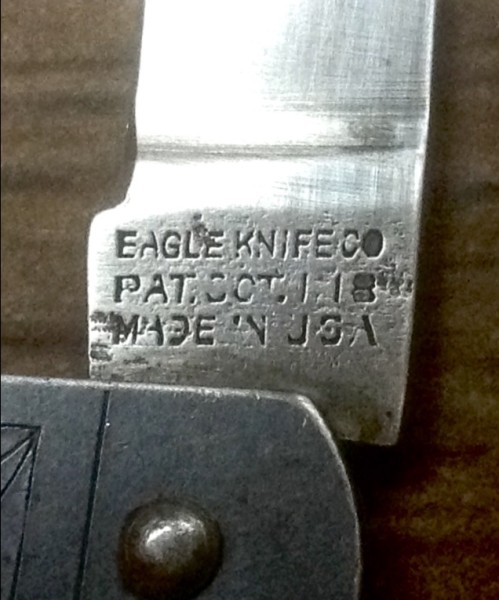 EAGLE KNIFE CO
PAT. OCT. 1-18
MADE IN USA